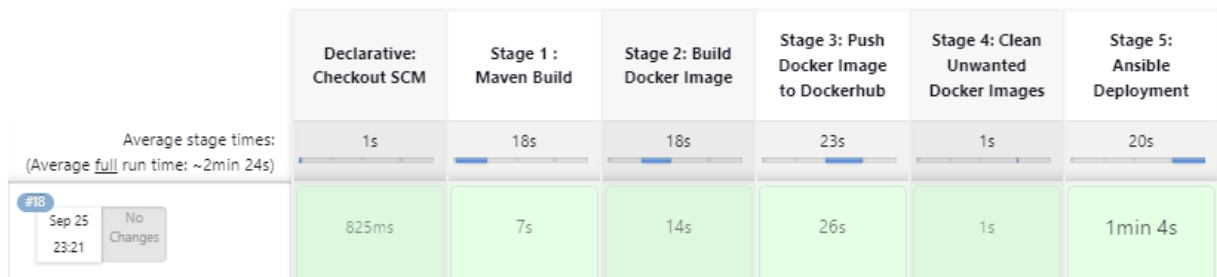 Declarative:
Checkout SCM
Stage 1 :
Maven Build
Stage 2: Build
Docker Image
Stage 3: Push
Docker Image
to Dockerhub
Stage 4: Clean
Unwanted
Docker Images
Stage 5:
Ansible
Deployment
Average stage times:
(Average full run time: ~2min 24s)
1s
18s
18s
23s
1s
20s
#18
Sep 25
23:21
No
Changes
825ms
7s
14s
26s
1s
1min 4s